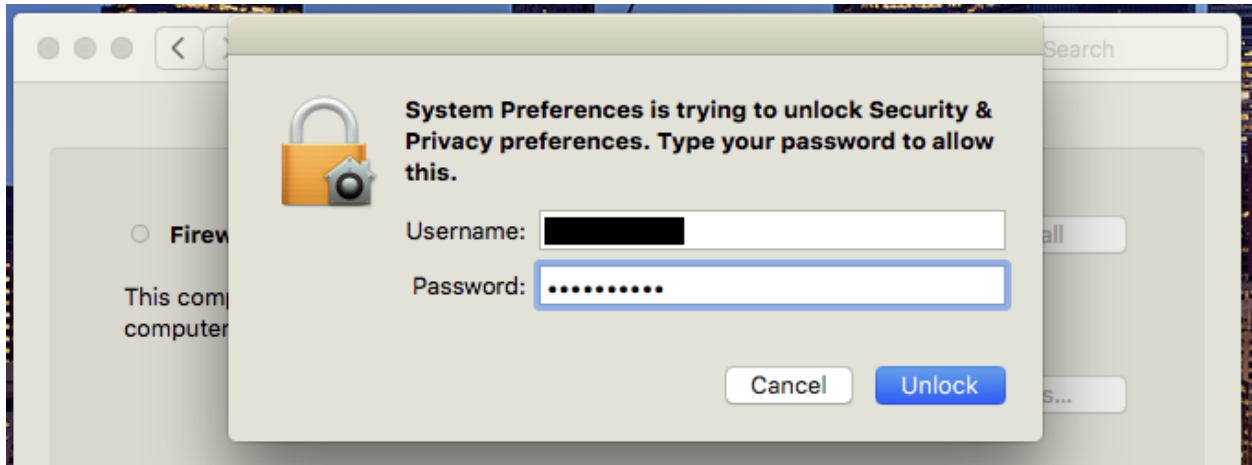 Search
System Preferences is trying to unlock Security &
Privacy preferences. Type your password to allow
this.
Firew
all
Username:
Password: ••••••••••
This comp
computer
Cancel
Unlock
s...